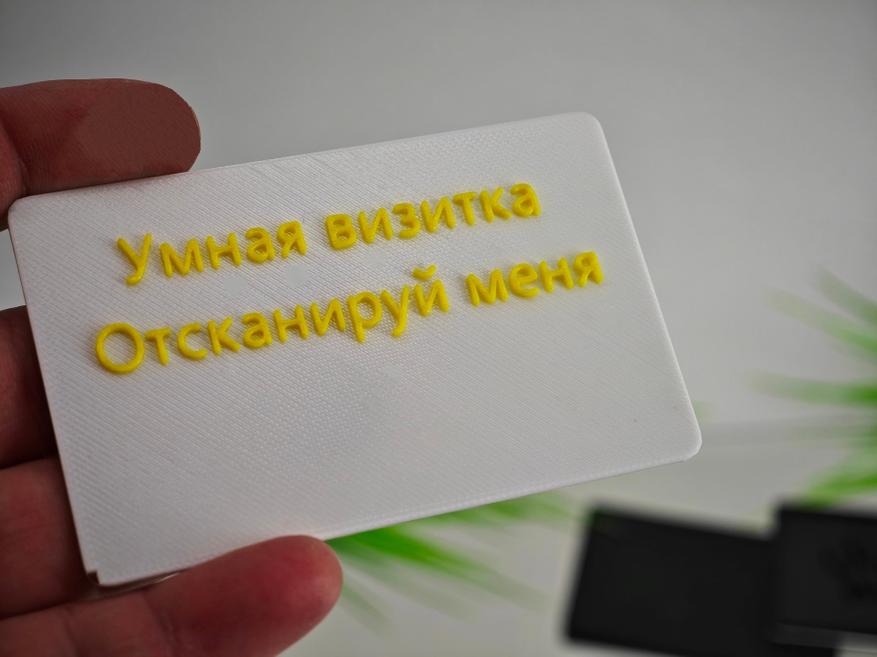 Умная визитка
Отсканируй меня